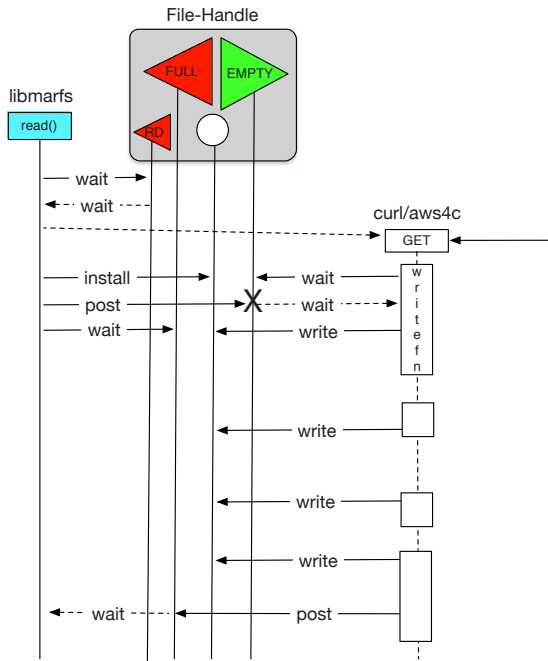 File-Handle
FULL
EMPTY
libmarfs
read()
RD
wait
wait
curl/aws4c
GET
install
wait
writefn
post
X
wait
wait
write
write
write
write
wait
post